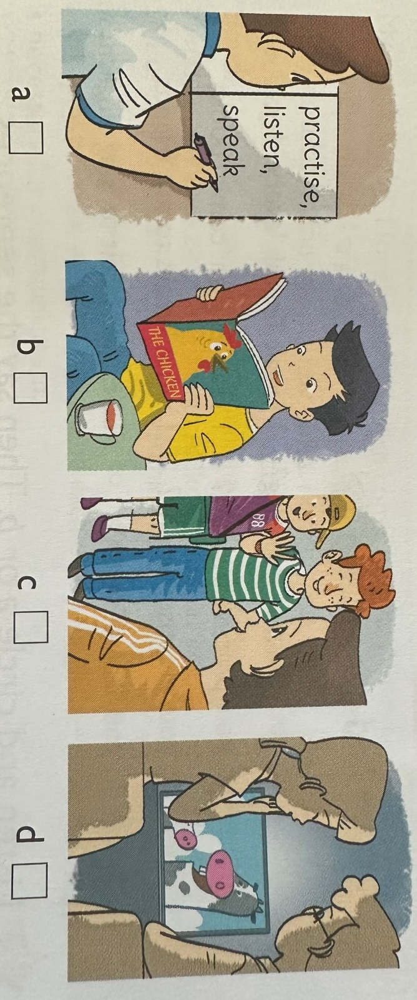 practise,
listen,
speak
a
THE CHICKEN
b
88
c
d